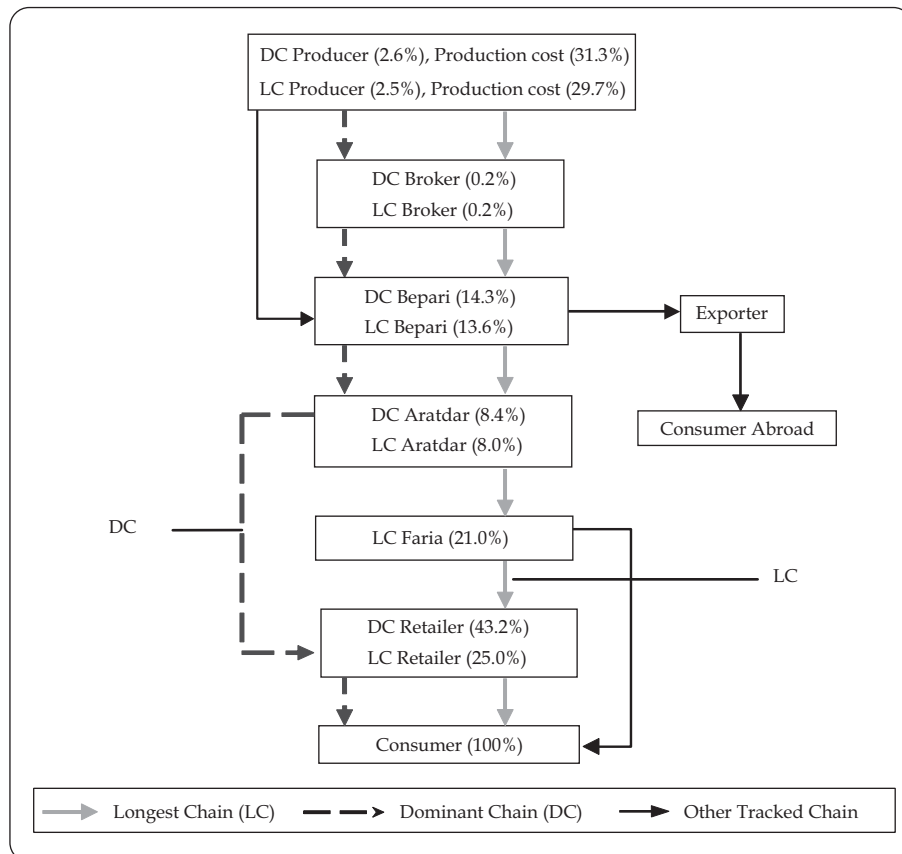 DC Producer (2.6%), Production cost (31.3%)
LC Producer (2.5%), Production cost (29.7%)
DC Broker (0.2%)
LC Broker (0.2%)
DC Bepari (14.3%)
LC Bepari (13.6%)
Exporter
DC Aratdar (8.4%)
LC Aratdar (8.0%)
Consumer Abroad
DC
LC Faria (21.0%)
LC
DC Retailer (43.2%)
LC Retailer (25.0%)
Consumer (100%)
Longest Chain (LC)
Dominant Chain (DC)
Other Tracked Chain